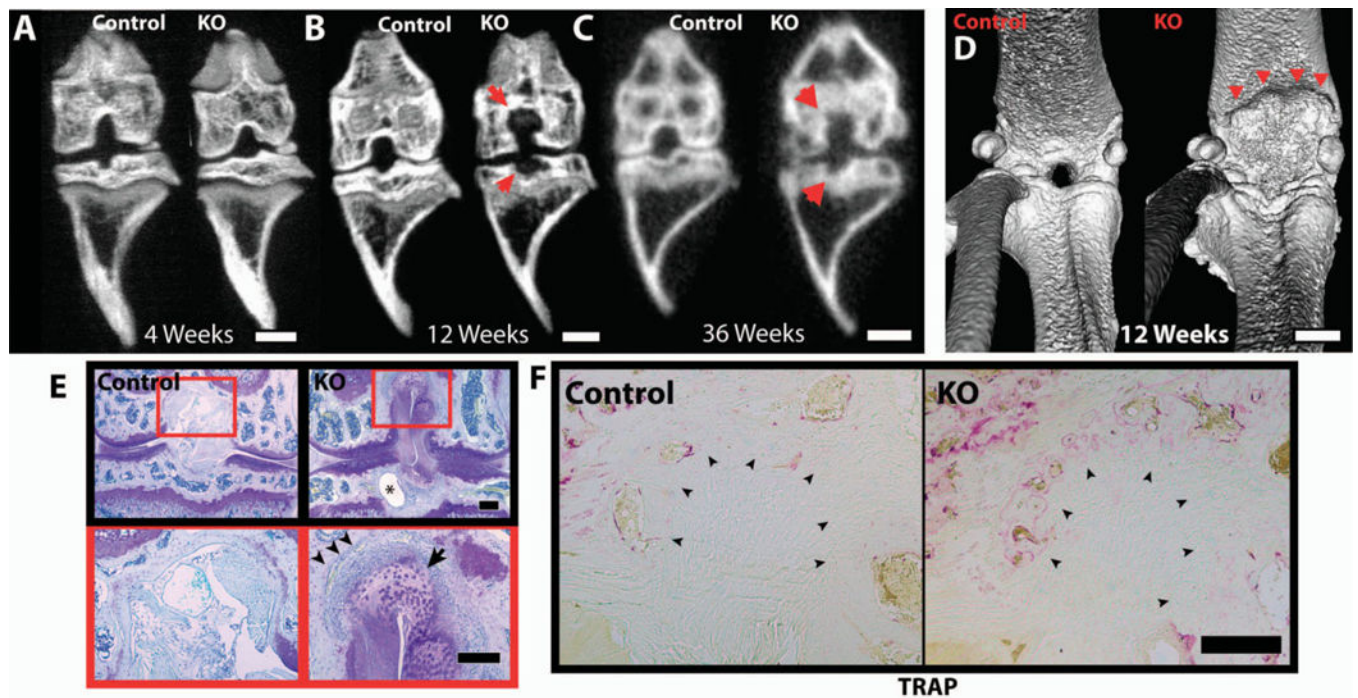 A Control KO B Control KO C Control KO
4 Weeks 12 Weeks 36 Weeks
D Control KO
12 Weeks
E Control KO
*
F Control KO
TRAP